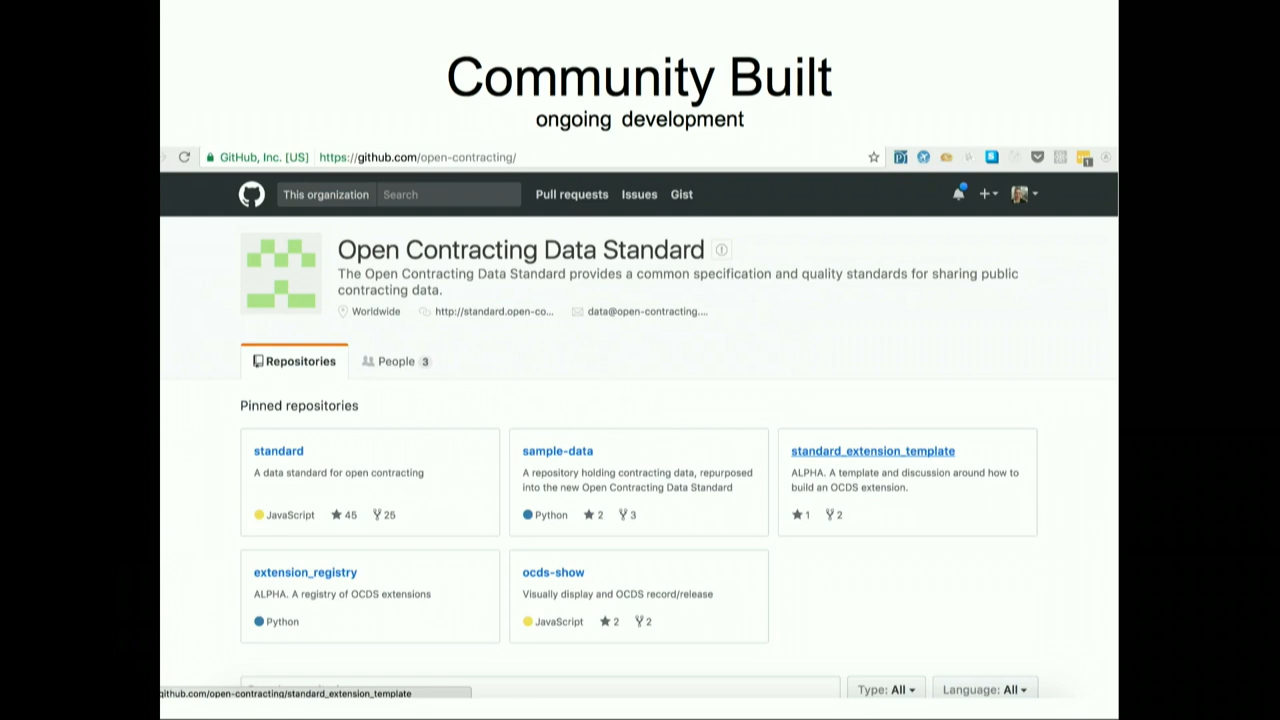 Community Built
ongoing development
GitHub, Inc. [US] https://github.com/open-contracting/
This organization Search Pull requests Issues Gist
Open Contracting Data Standard
The Open Contracting Data Standard provides a common specification and quality standards for sharing public
contracting data.
Worldwide http://standard.open-co... data@open-contracting....
Repositories People 3
Pinned repositories
standard
A data standard for open contracting
JavaScript 45 25
sample-data
A repository holding contracting data, repurposed
into the new Open Contracting Data Standard
Python 2 3
standard_extension_template
ALPHA. A template and discussion around how to
build an OCDS extension.
1 2
extension_registry
ALPHA. A registry of OCDS extensions
Python
ocds-show
Visually display and OCDS record/release
JavaScript 2 2
Type: All Language: All
github.com/open-contracting/standard_extension_template